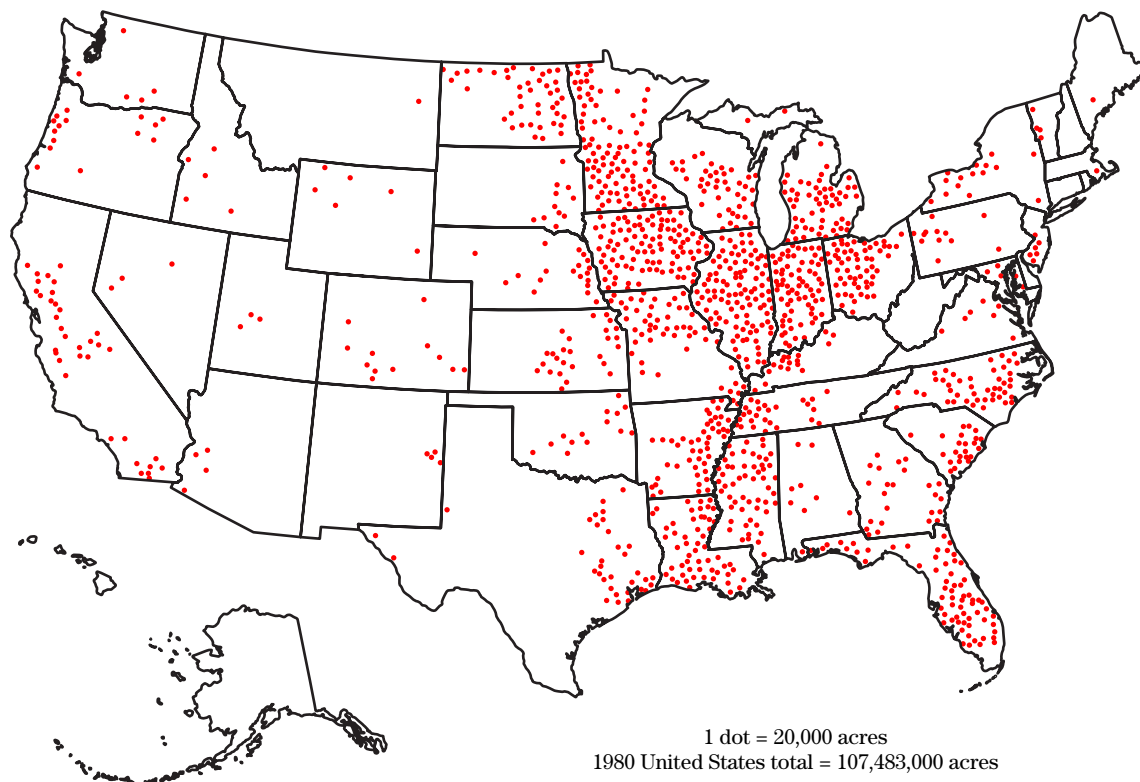 1 dot = 20,000 acres
1980 United States total = 107,483,000 acres